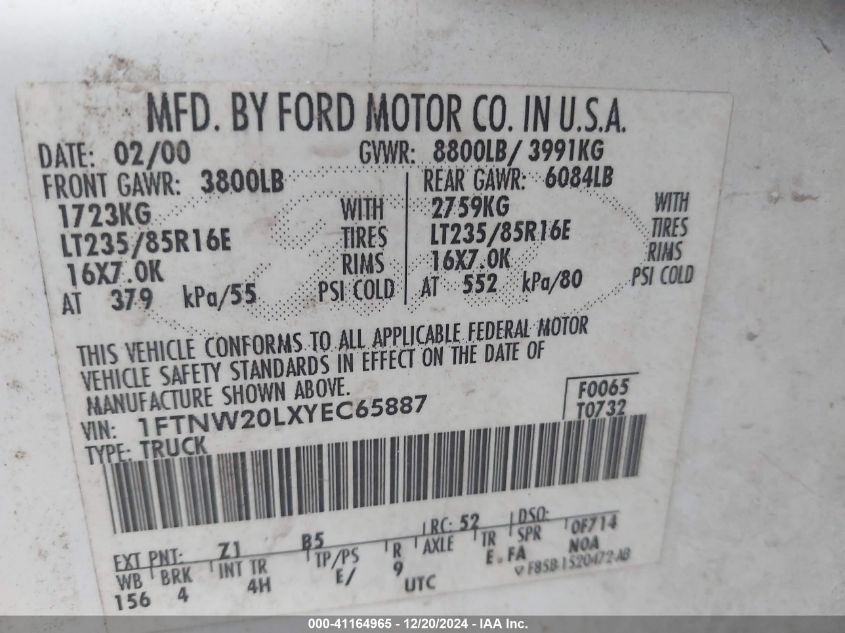 MFD. BY FORD MOTOR CO. IN U.S.A.
DATE: 02/00 GVWR: 8800LB/ 3991KG
FRONT GAWR: 3800LB REAR GAWR: 6084LB
1723KG WITH 2759KG WITH
LT235/85R16E TIRES LT235/85R16E TIRES
16X7.0K RIMS 16X7.0K RIMS
AT 379 kPa/55 PSI COLD AT 552 kPa/80 PSI COLD
THIS VEHICLE CONFORMS TO ALL APPLICABLE FEDERAL MOTOR
VEHICLE SAFETY STANDARDS IN EFFECT ON THE DATE OF
MANUFACTURE SHOWN ABOVE.
F0065
VIN: 1FTNW20LXYEC65887
T0732
TYPE: TRUCK
EXT PNT: Z1 B5 RC: 52 DSO:
WB BRK INT TR TP/PS R AXLE TR SPR 0F714
156 4 4H E/ 9 E.FA N0A
UTC
F85B-1520472-AB
000-41164965 - 12/20/2024 - IAA Inc.